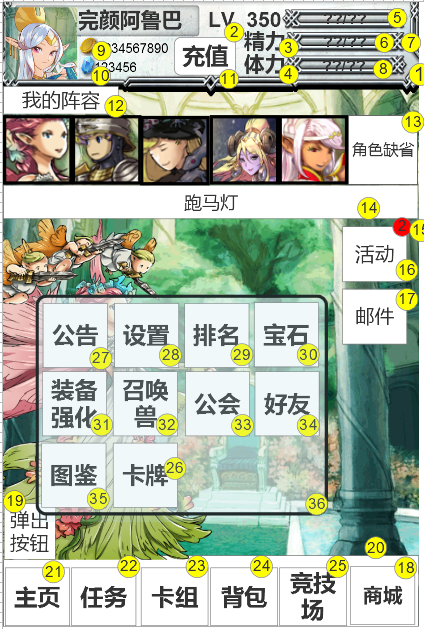 完颜阿鲁巴 LV 350 ??/?? 5
2
9 034567890 充值 精力 3 ??/?? 6 7
10 123456 体力 4 ??/?? 8
11 1
我的阵容 12
13
角色缺省
跑马灯
14
2 15
活动 16
17
邮件
公告 27 设置 28 排名 29 宝石 30
装备强化 31 召唤兽 32 公会 33 好友 34
图鉴 35 卡牌 26
36
19
弹出按钮
20
21 22 23 24 25 18
主页 任务 卡组 背包 竞技场 商城